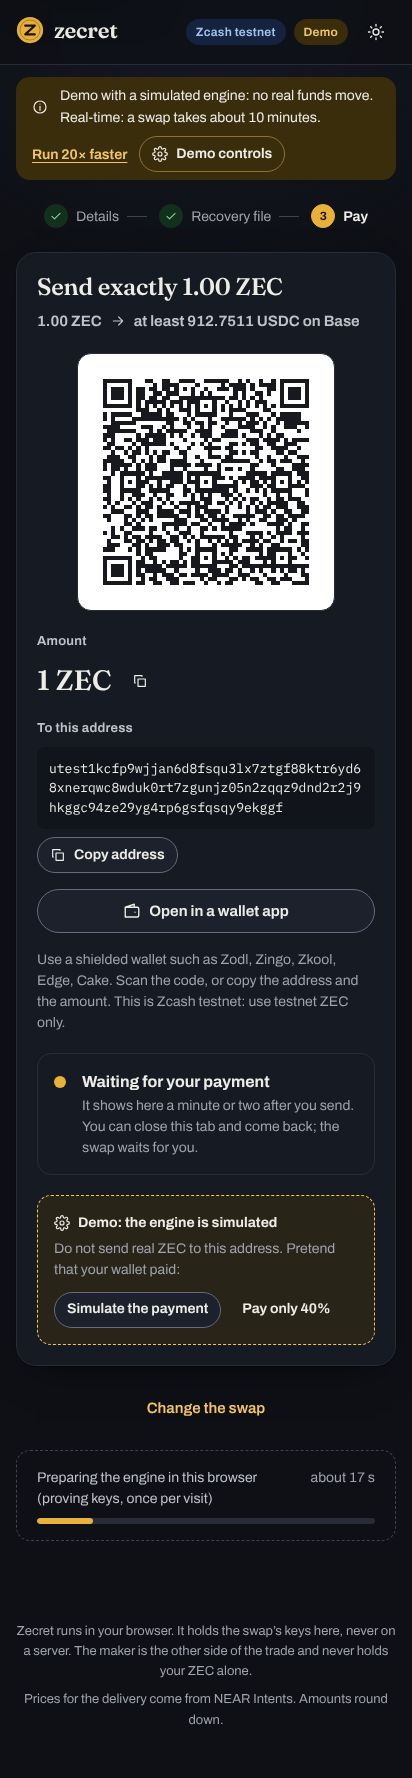 zecret
Zcash testnet
Demo
Demo with a simulated engine: no real funds move.
Real-time: a swap takes about 10 minutes.
Run 20× faster
Demo controls
Details
Recovery file
3 Pay
Send exactly 1.00 ZEC
1.00 ZEC → at least 912.7511 USDC on Base
Amount
1 ZEC
To this address
utest1kcfp9wjjan6d8fsqu3lx7ztgf88ktr6yd6
8xnerqwc8wduk0rt7zgunjz05n2zqqz9dnd2r2j9
hkggc94ze29yg4rp6gsfqsqy9ekggf
Copy address
Open in a wallet app
Use a shielded wallet such as Zodl, Zingo, Zkool,
Edge, Cake. Scan the code, or copy the address and
the amount. This is Zcash testnet: use testnet ZEC
only.
Waiting for your payment
It shows here a minute or two after you send.
You can close this tab and come back; the
swap waits for you.
Demo: the engine is simulated
Do not send real ZEC to this address. Pretend
that your wallet paid:
Simulate the payment
Pay only 40%
Change the swap
Preparing the engine in this browser
(proving keys, once per visit)
about 17 s
Zecret runs in your browser. It holds the swap's keys here, never on
a server. The maker is the other side of the trade and never holds
your ZEC alone.
Prices for the delivery come from NEAR Intents. Amounts round
down.